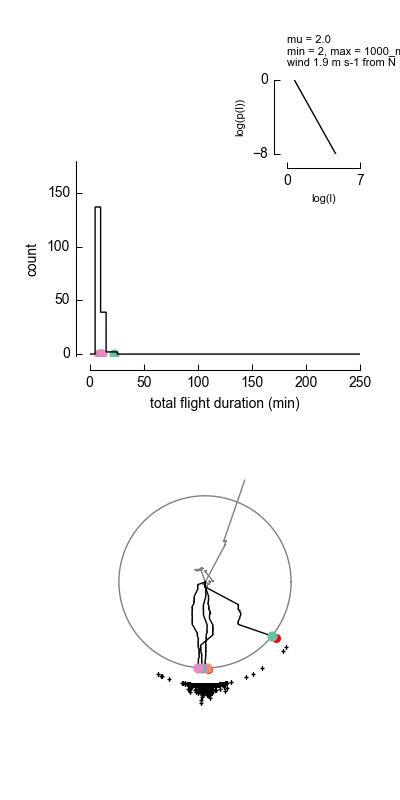 mu = 2.0
min = 2, max = 1000_m
wind 1.9 m s-1 from N
0
log(p(l))
−8
0 7
log(l)
150
100
count
50
0
0 50 100 150 200 250
total flight duration (min)